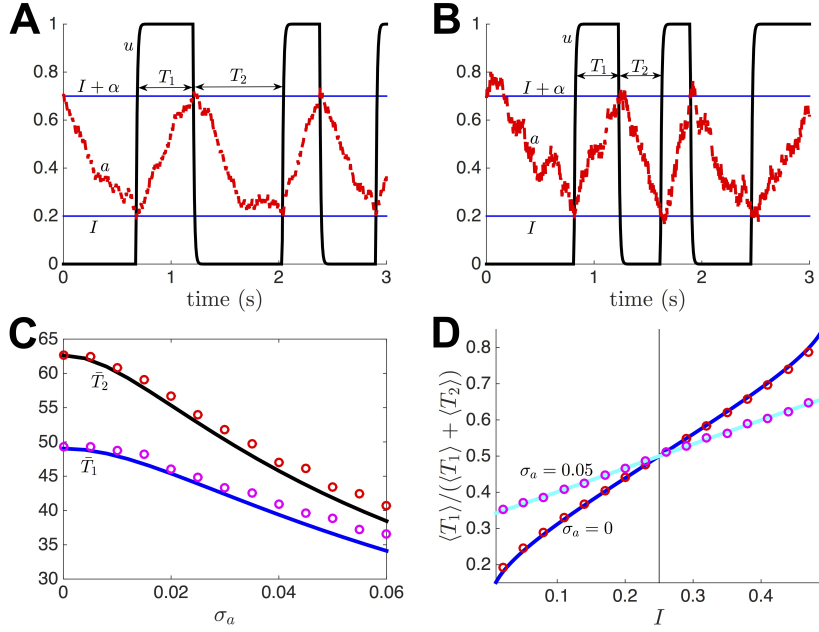 A
1
0.8
0.6
0.4
0.2
0
u
T₁
T₂
I + α
a
I
0 1 2 3
time (s)
B
1
0.8
0.6
0.4
0.2
0
u
T₁
T₂
I + α
a
I
0 1 2 3
time (s)
C
65
60
55
50
45
40
35
30
T̄₂
T̄₁
0 0.02 0.04 0.06
σₐ
D
⟨T₁⟩/(⟨T₁⟩ + ⟨T₂⟩)
0.8
0.7
0.6
0.5
0.4
0.3
0.2
σₐ = 0.05
σₐ = 0
0.1 0.2 0.3 0.4
I